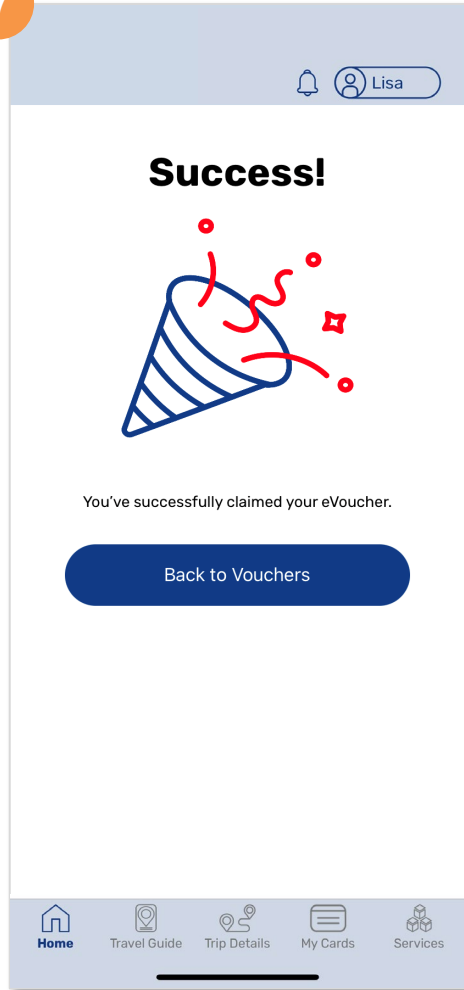 Lisa
Success!
You've successfully claimed your eVoucher.
Back to Vouchers
Home
Travel Guide
Trip Details
My Cards
Services